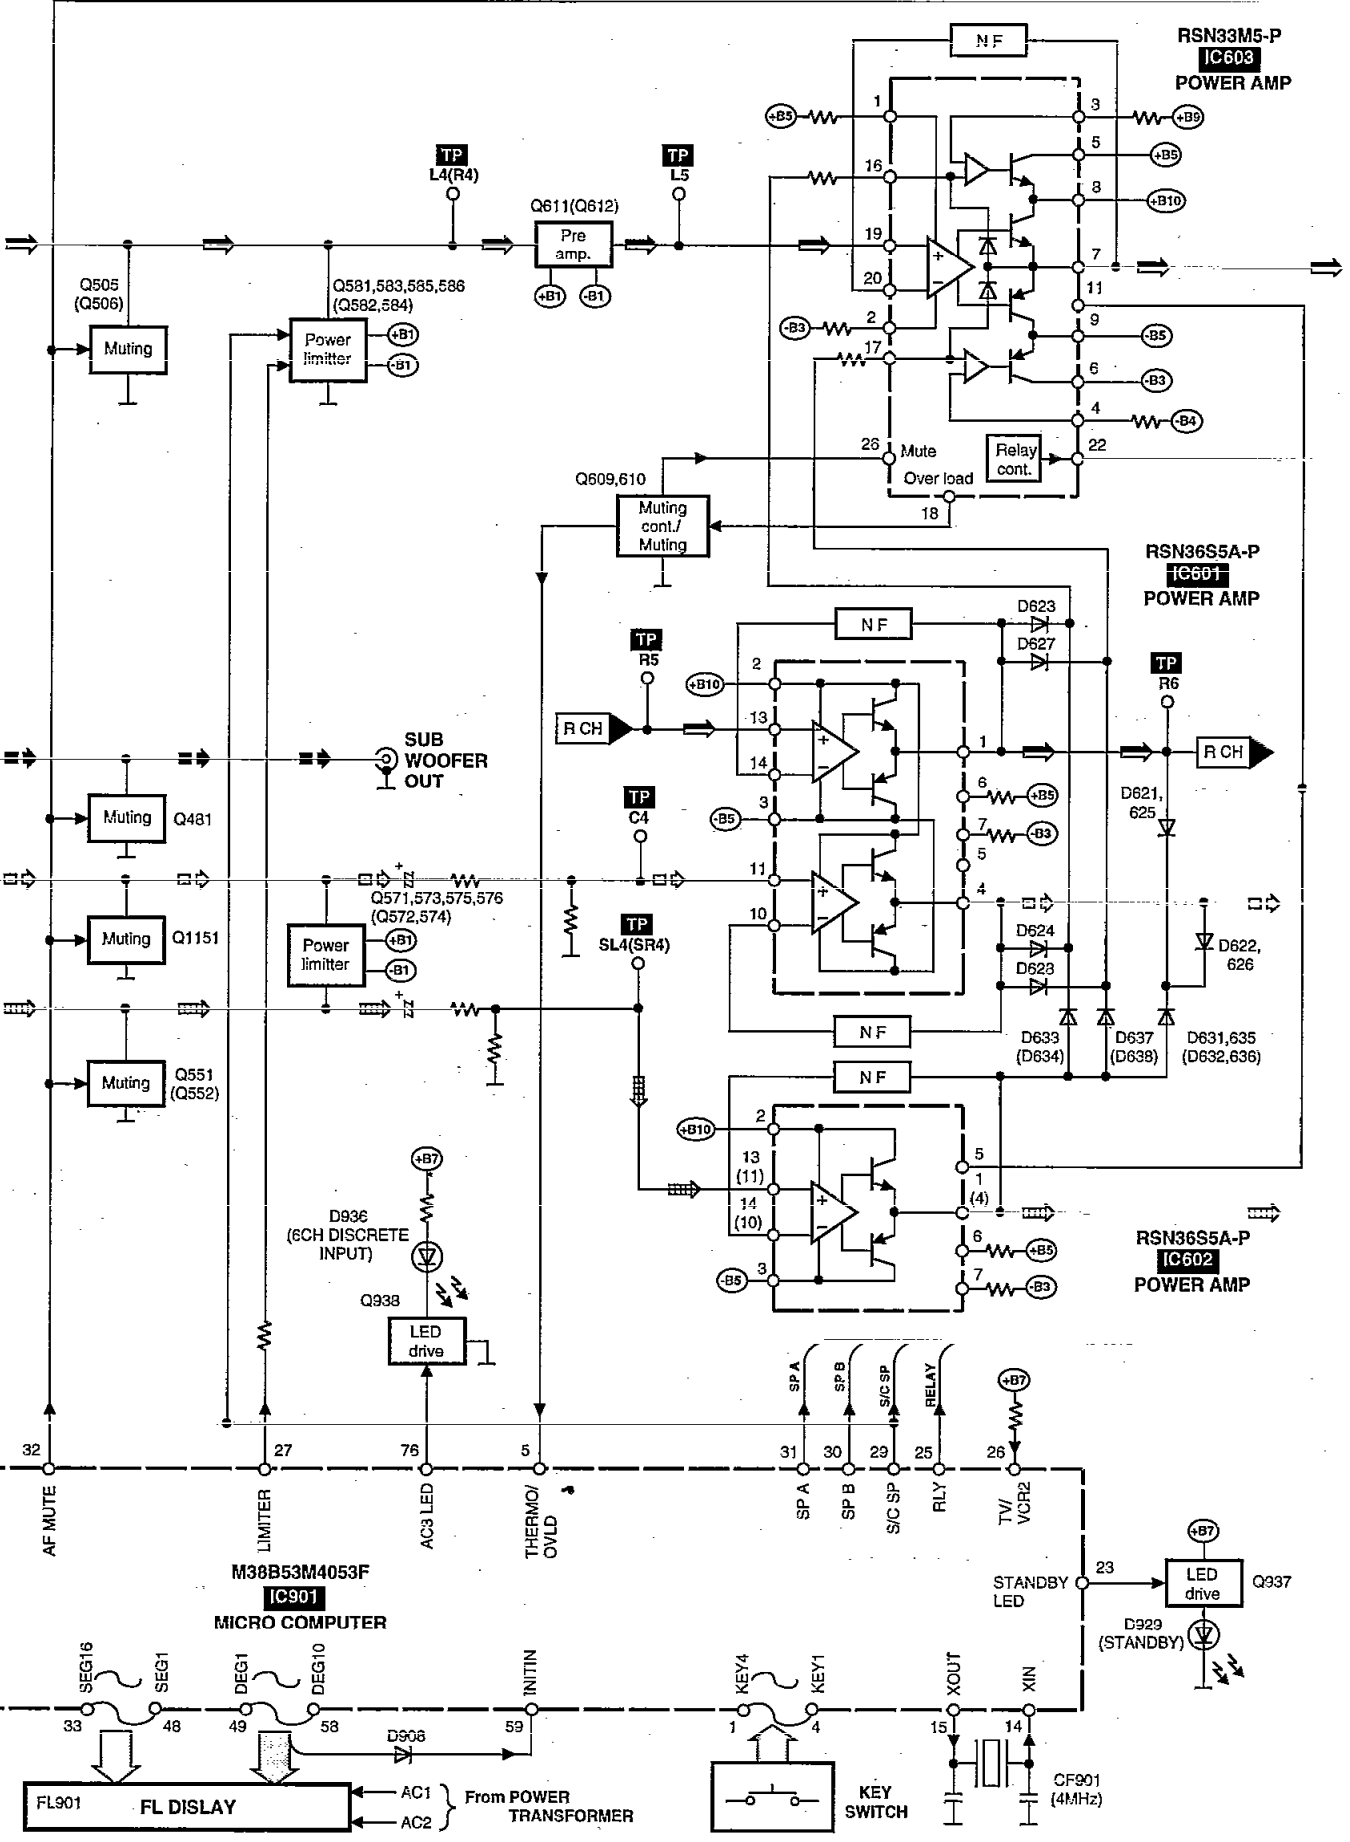 RSN33M5-P
IC603
POWER AMP
N F
+B5
1
3
+B9
5
+B5
16
8
+B10
TP
L4(R4)
TP
L5
Q611(Q612)
Pre
amp.
+B1
-B1
19
20
7
11
2
-B3
9
-B5
17
6
-B3
4
-B4
26
Mute
Relay
cont.
22
Over load
18
Q505
(Q506)
Muting
Q581,583,585,586
(Q582,584)
Power
limitter
+B1
-B1
Q609,610
Muting
cont./
Muting
RSN36S5A-P
IC601
POWER AMP
N F
D623
D627
TP
R5
TP
R6
2
+B10
R CH
13
14
1
R CH
3
-B5
6
+B5
7
-B3
5
4
D621,
625
SUB
WOOFER
OUT
Muting
Q481
TP
C4
11
10
+
Q571,573,575,576
(Q572,574)
Muting
Q1151
Power
limitter
+B1
-B1
TP
SL4(SR4)
D624
D628
D622,
626
+
N F
D633
(D634)
D637
(D638)
D631,635
(D632,636)
N F
Muting
Q551
(Q552)
+B10
2
13
(11)
14
(10)
5
1
(4)
-B5
3
6
+B5
7
-B3
RSN36S5A-P
IC602
POWER AMP
+B7
D936
(6CH DISCRETE
INPUT)
Q938
LED
drive
SP A
SP B
S/C SP
RELAY
+B7
32
27
76
5
31
30
29
25
26
AF MUTE
LIMITER
AC3 LED
THERMO/
OVLD
SP A
SP B
S/C SP
RLY
TV/
VCR2
M38B53M4053F
IC901
MICRO COMPUTER
STANDBY
LED
23
+B7
LED
drive
Q937
D929
(STANDBY)
SEG16
SEG1
DEG1
DEG10
INITIN
KEY4
KEY1
XOUT
XIN
33
48
49
58
59
1
4
15
14
D908
FL901
FL DISLAY
AC1
AC2
From POWER
TRANSFORMER
KEY
SWITCH
CF901
(4MHz)